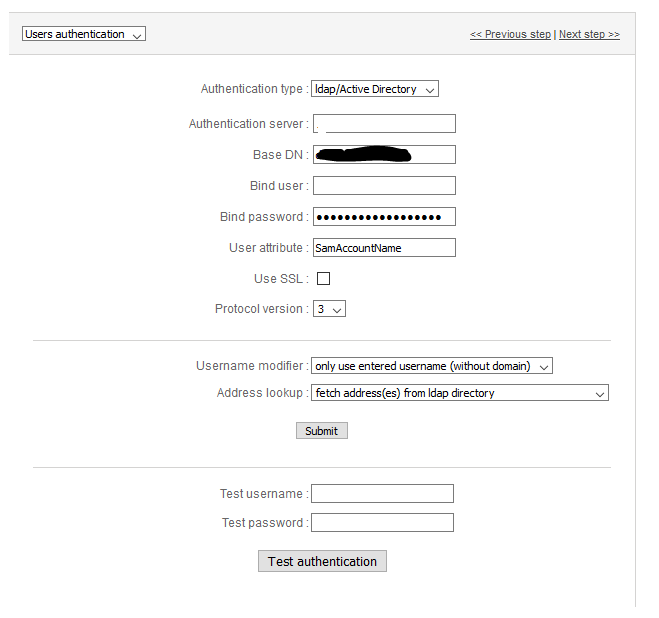 Users authentication << Previous step | Next step >>
Authentication type : ldap/Active Directory
Authentication server :
Base DN :
Bind user :
Bind password : ••••••••••••••••••
User attribute : SamAccountName
Use SSL :
Protocol version : 3
Username modifier : only use entered username (without domain)
Address lookup : fetch address(es) from ldap directory
Submit
Test username :
Test password :
Test authentication